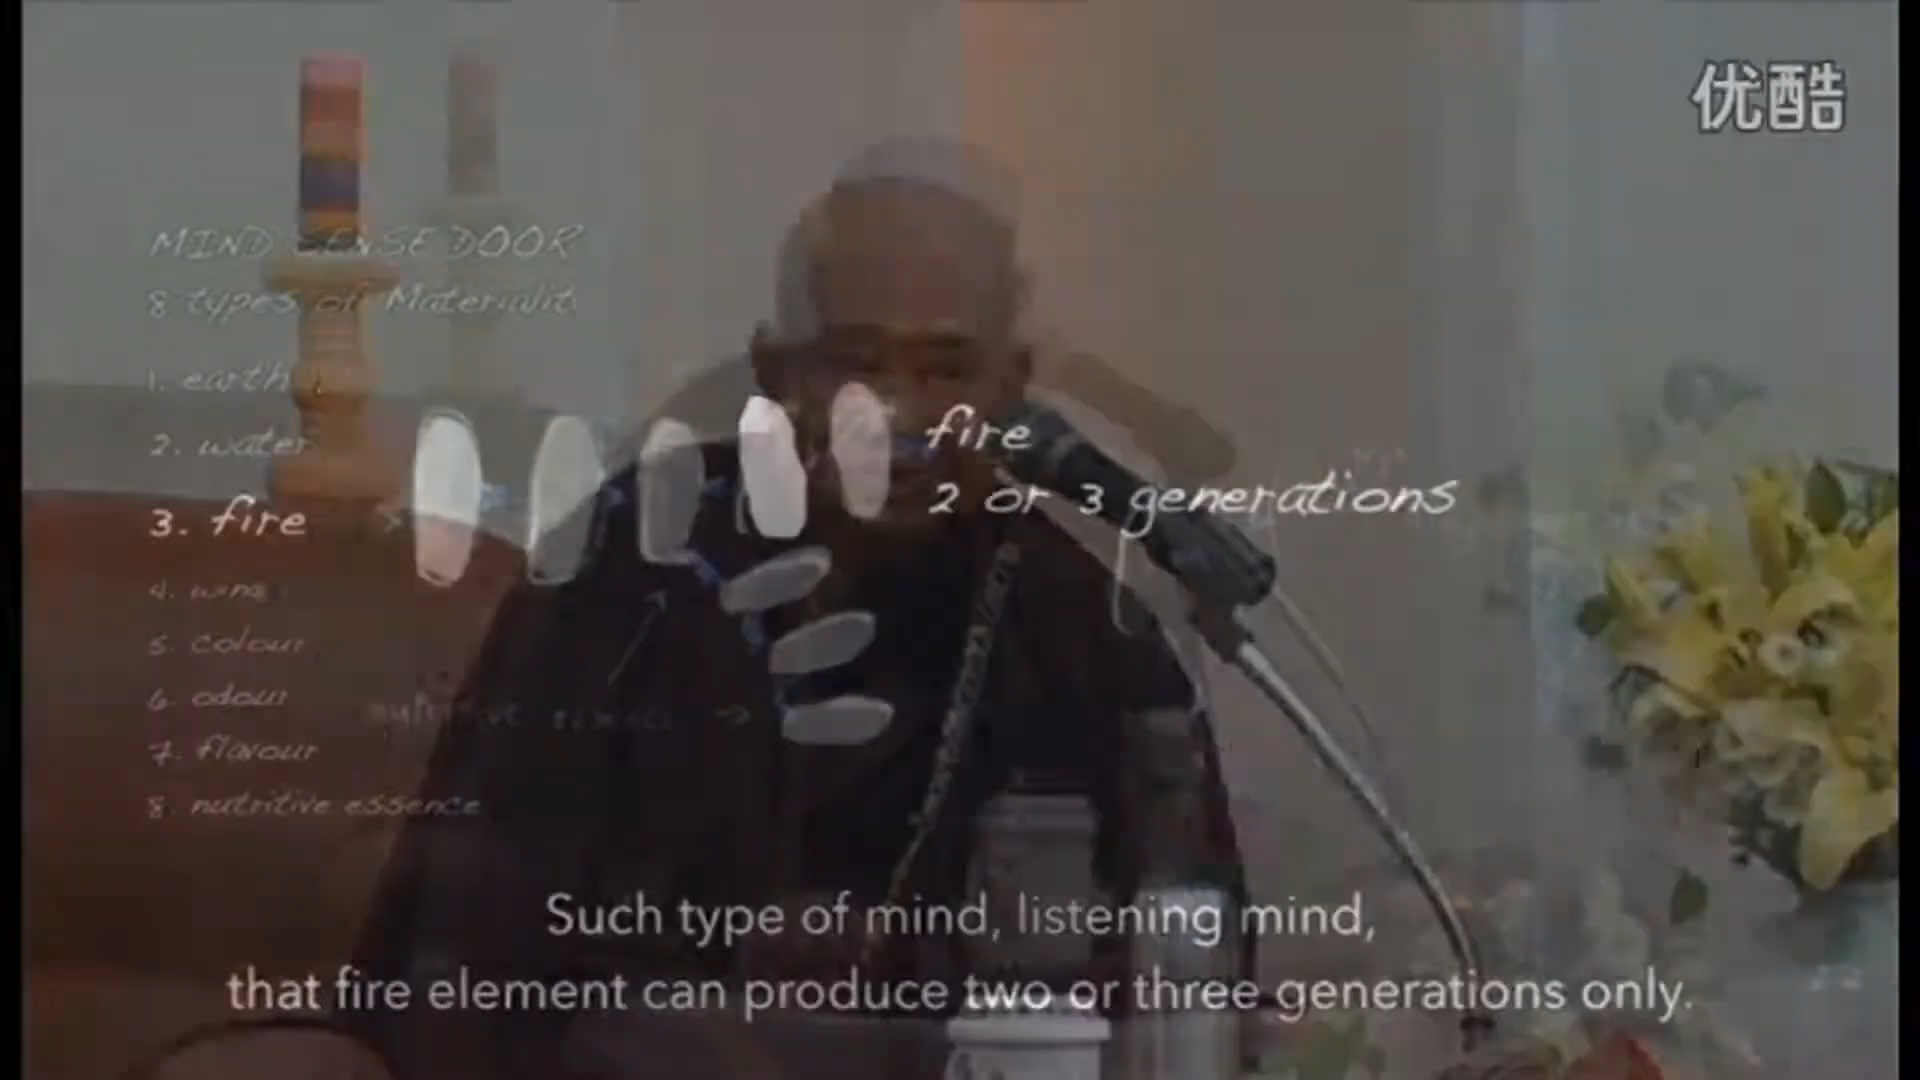 优酷
MIND SENSE DOOR
8 types of Materialit
1. earth
2. water
3. fire
fire
2 or 3 generations
4. wind
5. colour
6. odour
7. flavour
8. nutritive essence
Such type of mind, listening mind,
that fire element can produce two or three generations only.